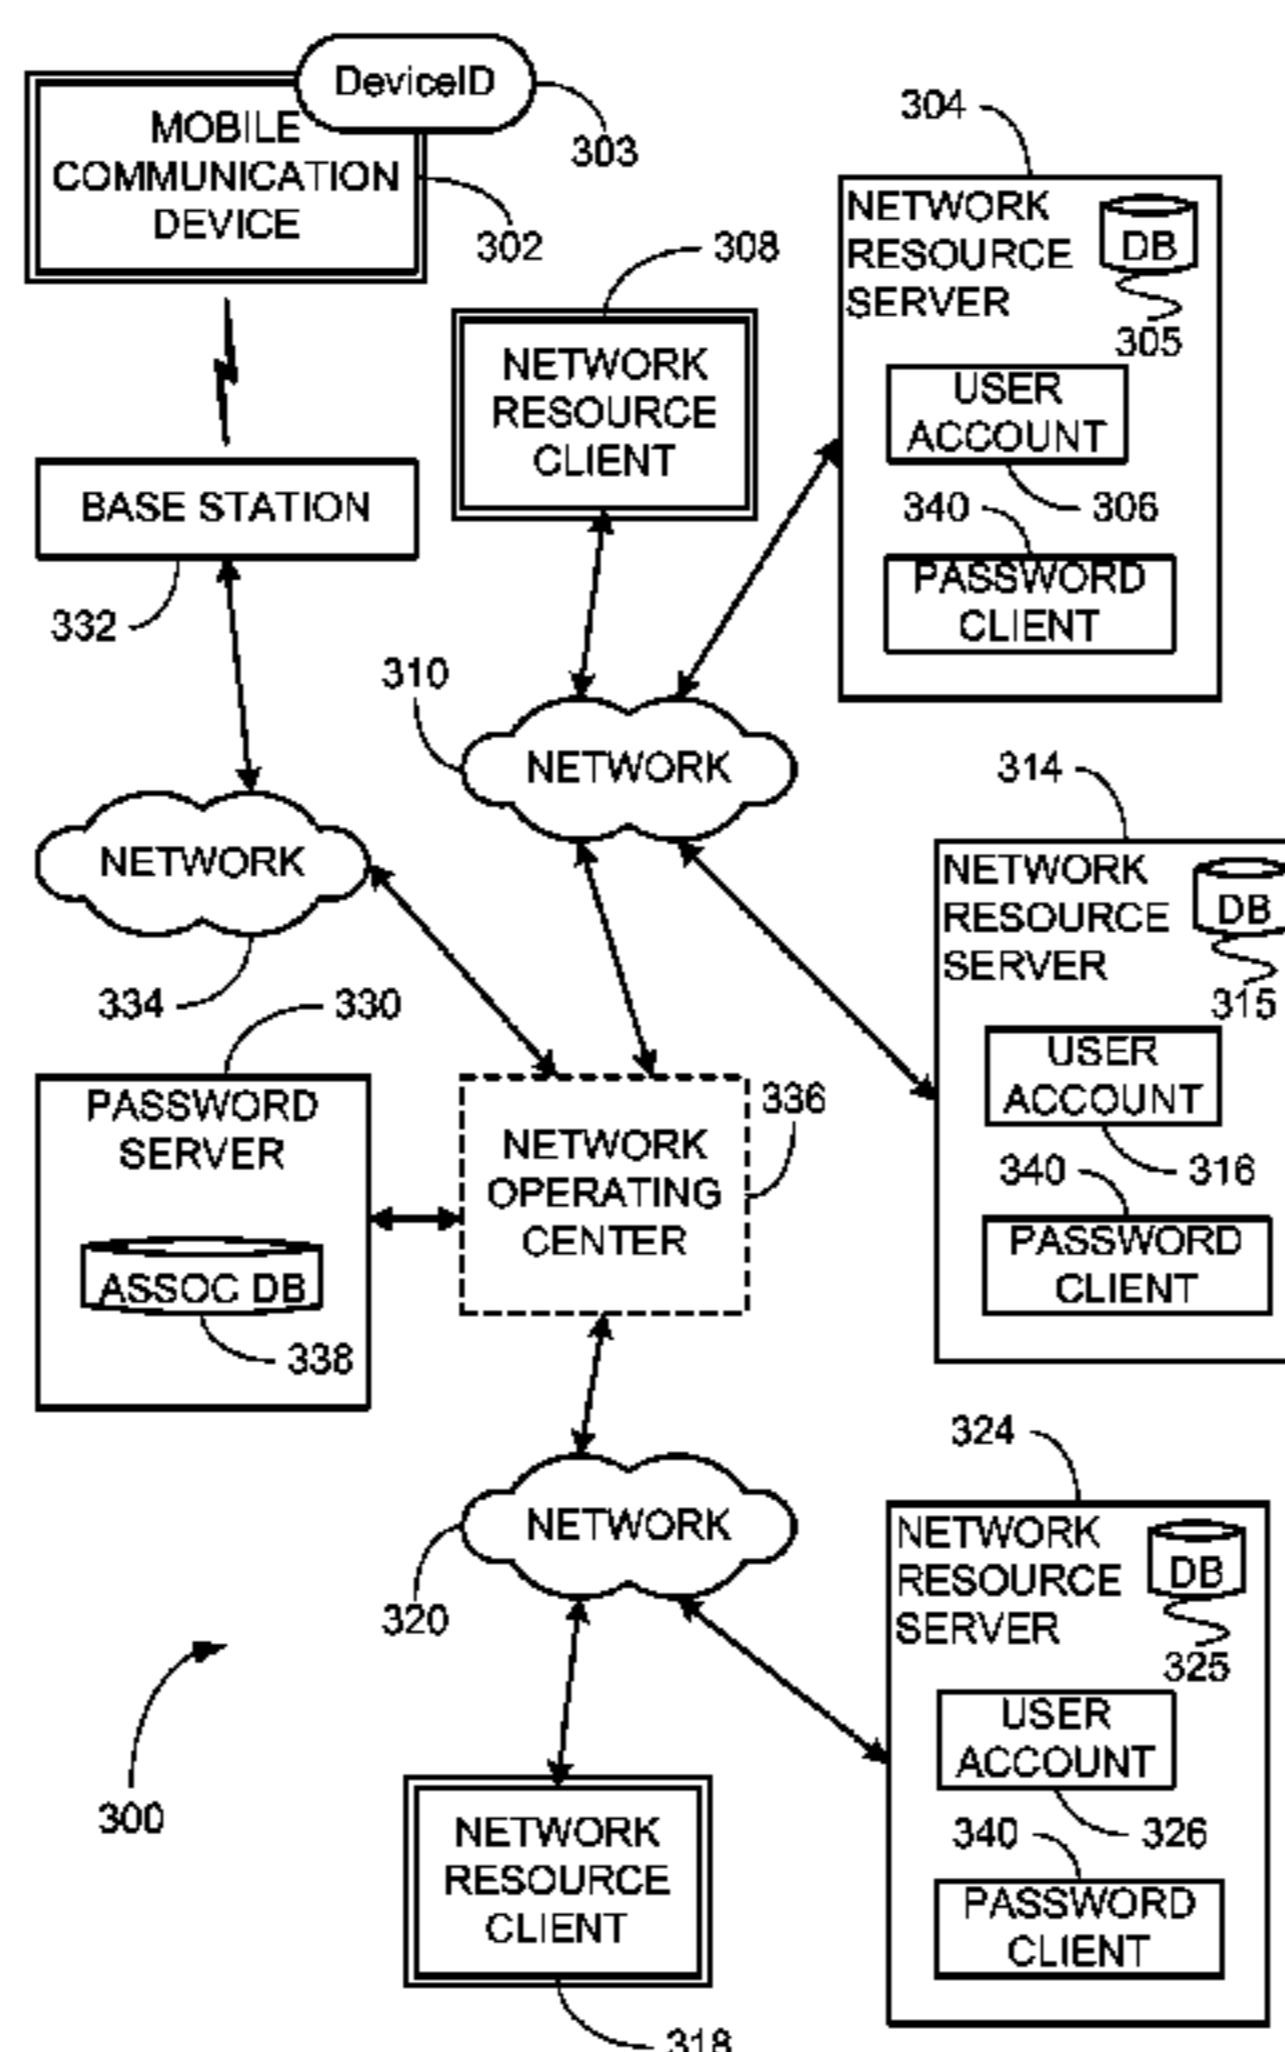 DeviceID
303
MOBILE
COMMUNICATION
DEVICE
302
304
NETWORK
RESOURCE
SERVER
DB
305
USER
ACCOUNT
306
340
PASSWORD
CLIENT
308
NETWORK
RESOURCE
CLIENT
BASE STATION
332
310
NETWORK
NETWORK
334
314
NETWORK
RESOURCE
SERVER
DB
315
USER
ACCOUNT
316
340
PASSWORD
CLIENT
330
PASSWORD
SERVER
ASSOC DB
338
336
NETWORK
OPERATING
CENTER
NETWORK
320
324
NETWORK
RESOURCE
SERVER
DB
325
USER
ACCOUNT
326
340
PASSWORD
CLIENT
300
NETWORK
RESOURCE
CLIENT
318